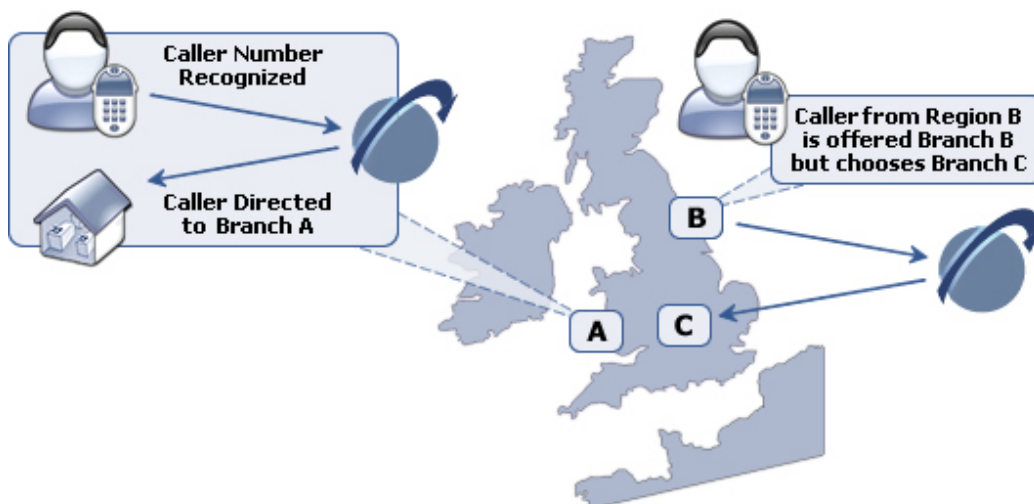 Caller Number
Recognized
Caller Directed
to Branch A
Caller from Region B
is offered Branch B
but chooses Branch C
B
A
C